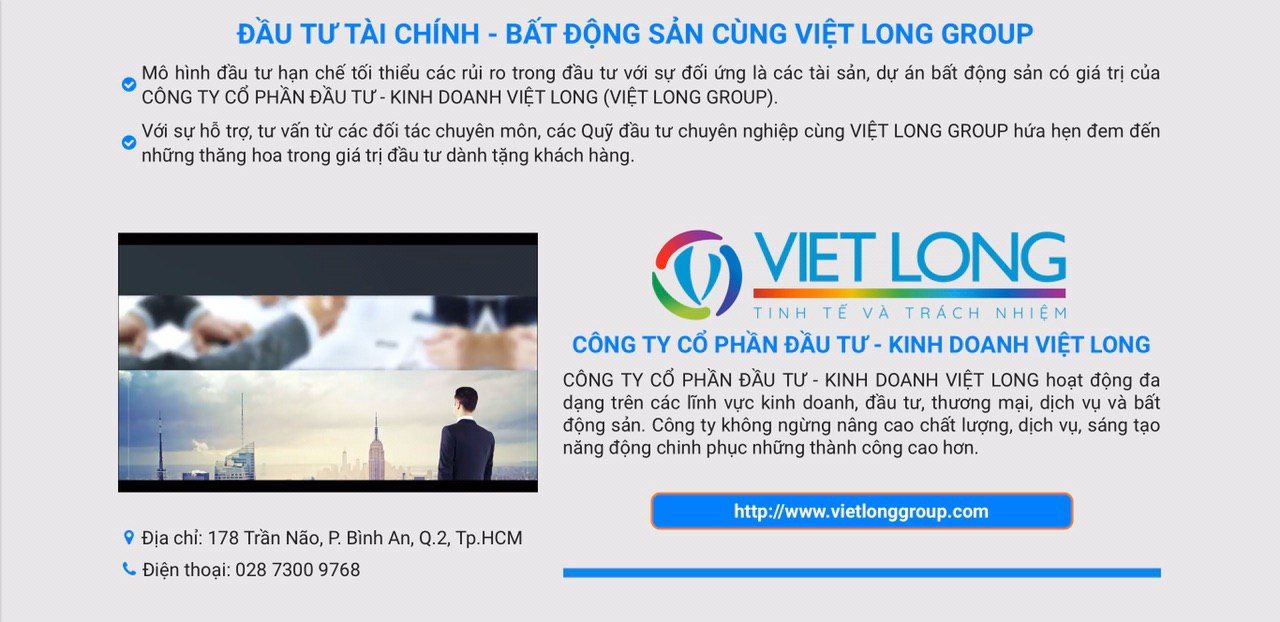 ĐẦU TƯ TÀI CHÍNH - BẤT ĐỘNG SẢN CÙNG VIỆT LONG GROUP
Mô hình đầu tư hạn chế tối thiểu các rủi ro trong đầu tư với sự đối ứng là các tài sản, dự án bất động sản có giá trị của
CÔNG TY CỔ PHẦN ĐẦU TƯ - KINH DOANH VIỆT LONG (VIỆT LONG GROUP).
Với sự hỗ trợ, tư vấn từ các đối tác chuyên môn, các Quỹ đầu tư chuyên nghiệp cùng VIỆT LONG GROUP hứa hẹn đem đến
những thăng hoa trong giá trị đầu tư dành tặng khách hàng.
VIET LONG
TINH TẾ VÀ TRÁCH NHIỆM
CÔNG TY CỔ PHẦN ĐẦU TƯ - KINH DOANH VIỆT LONG
CÔNG TY CỔ PHẦN ĐẦU TƯ - KINH DOANH VIỆT LONG hoạt động đa
dạng trên các lĩnh vực kinh doanh, đầu tư, thương mại, dịch vụ và bất
động sản. Công ty không ngừng nâng cao chất lượng, dịch vụ, sáng tạo
năng động chinh phục những thành công cao hơn.
http://www.vietlonggroup.com
Địa chỉ: 178 Trần Não, P. Bình An, Q.2, Tp.HCM
Điện thoại: 028 7300 9768